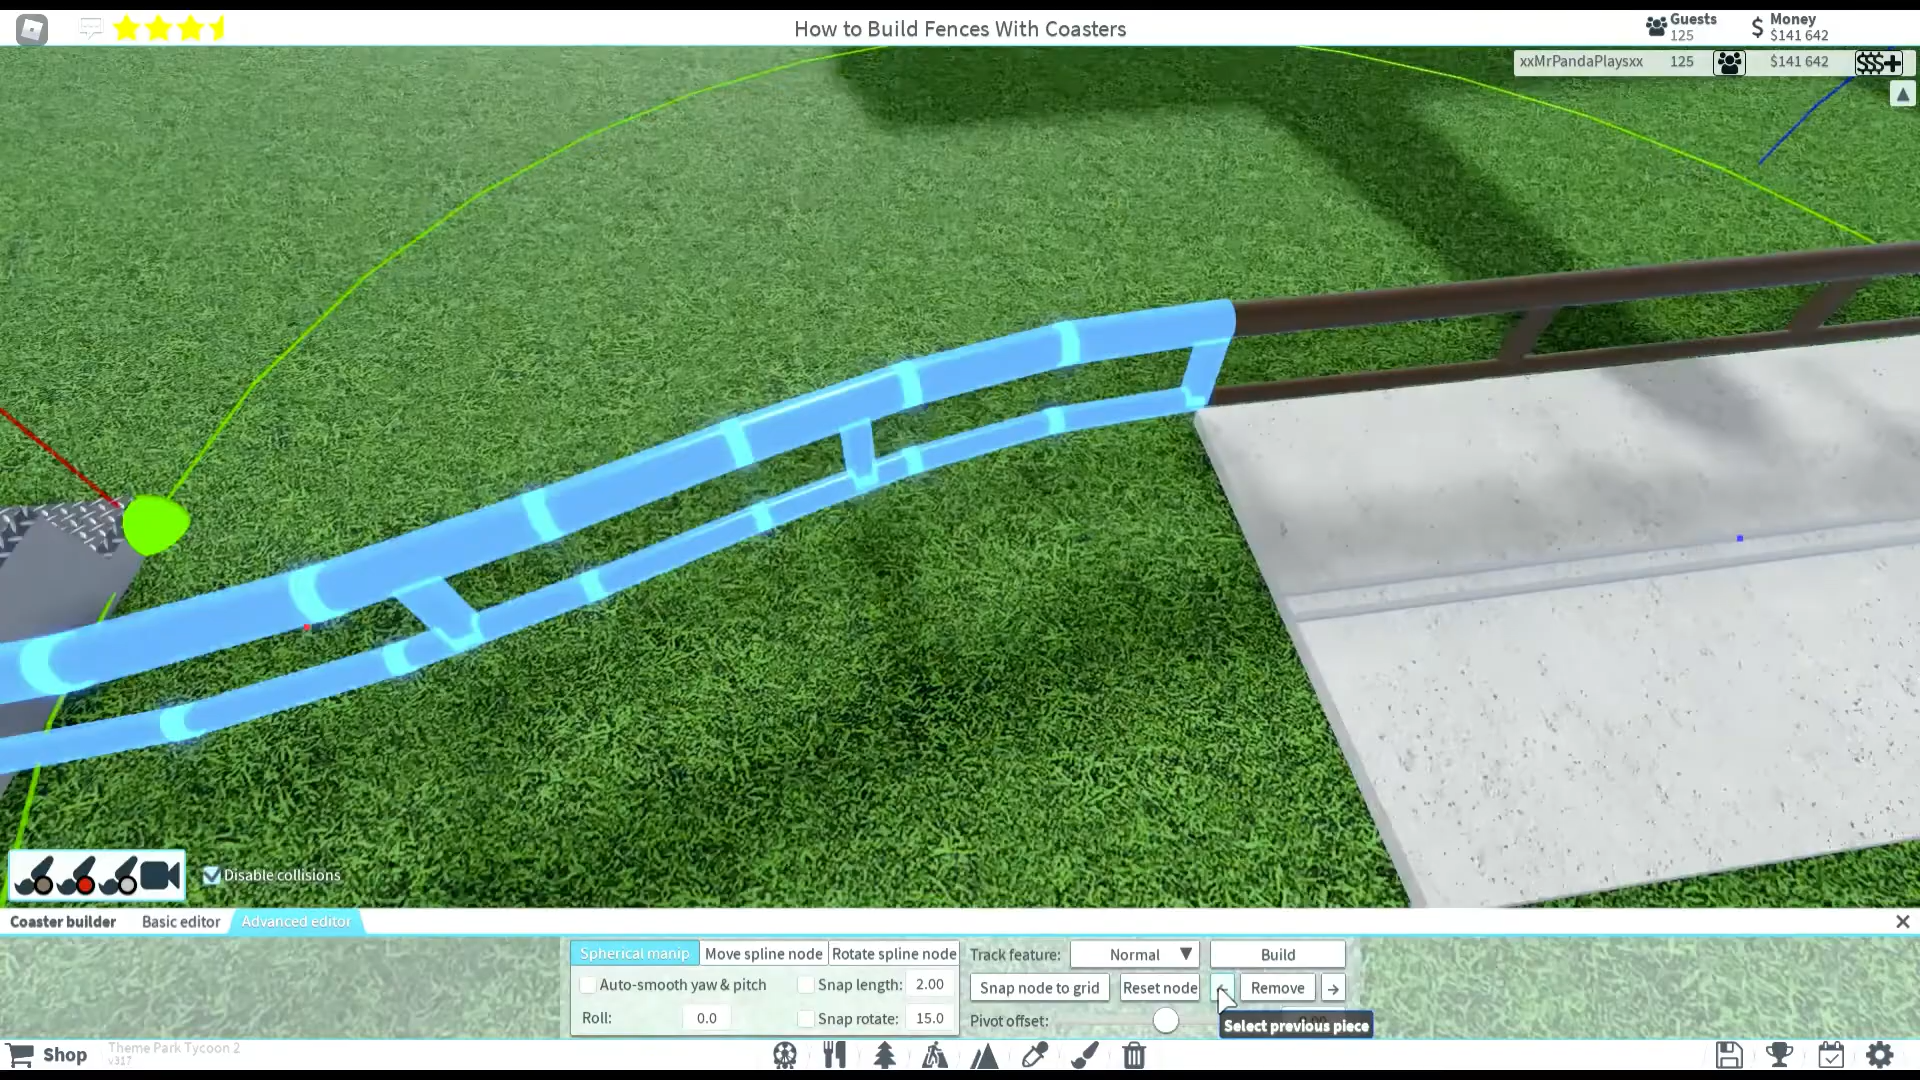 How to Build Fences With Coasters
Guests
125
Money
$141 642
xxMrPandaPlaysxx 125 $141 642
Disable collisions
Coaster builder Basic editor Advanced editor
Spherical manip Move spline node Rotate spline node Track feature: Normal Build
Auto-smooth yaw & pitch Snap length: 2.00 Snap node to grid Reset node Remove
Roll: 0.0 Snap rotate: 15.0 Pivot offset:
Select previous piece
Shop Theme Park Tycoon 2
v317